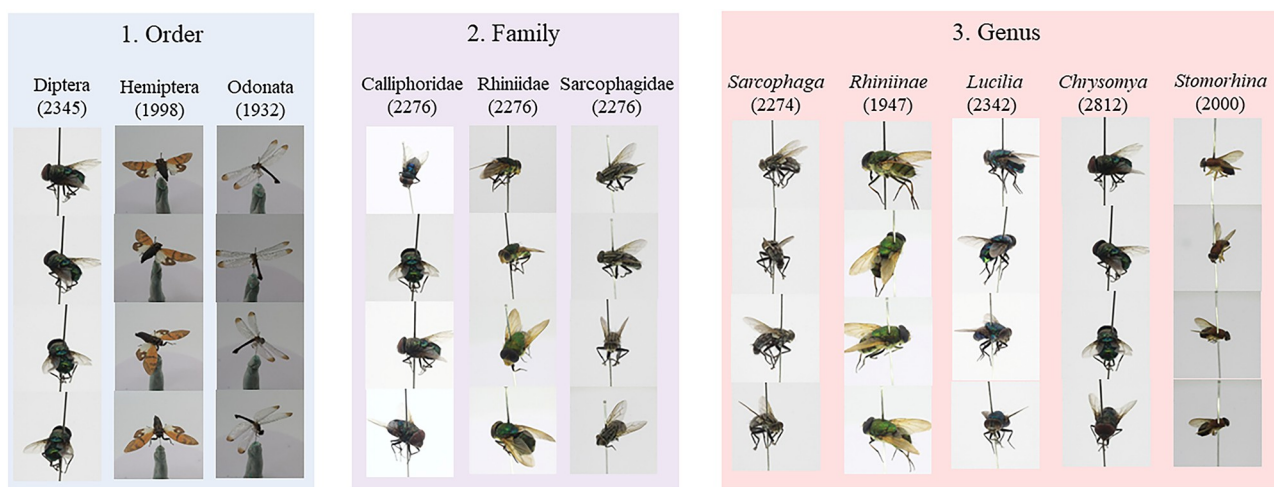 1. Order
Diptera
(2345)
Hemiptera
(1998)
Odonata
(1932)
2. Family
Calliphoridae
(2276)
Rhiniidae
(2276)
Sarcophagidae
(2276)
3. Genus
Sarcophaga
(2274)
Rhiniinae
(1947)
Lucilia
(2342)
Chrysomya
(2812)
Stomorhina
(2000)